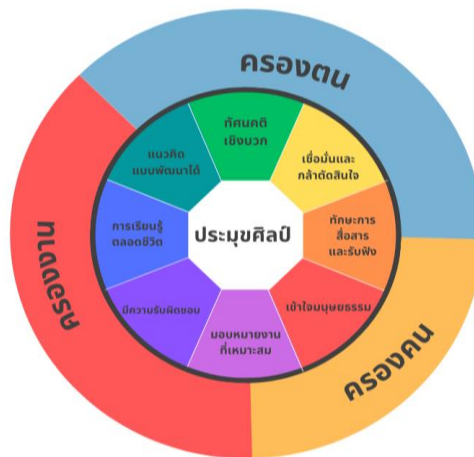 ครองตน
ทัศนคติ
เชิงบวก
เชื่อมั่นและ
กล้าตัดสินใจ
ทักษะการ
สื่อสาร
และรับฟัง
เข้าใจมนุษยธรรม
มอบหมายงาน
ที่เหมาะสม
มีความรับผิดชอบ
การเรียนรู้
ตลอดชีวิต
แนวคิด
แบบพัฒนาได้
ประมุขศิลป์
ครองคน
ครองงาน